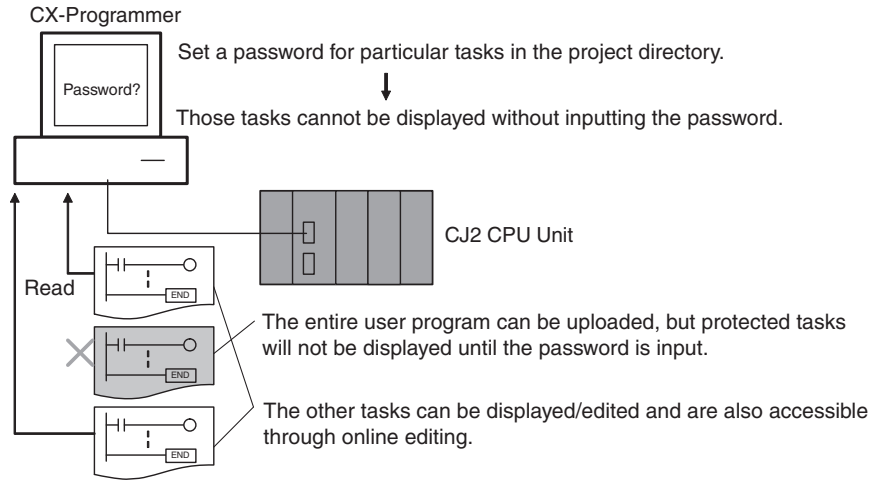 CX-Programmer
Password?
Set a password for particular tasks in the project directory.
Those tasks cannot be displayed without inputting the password.
CJ2 CPU Unit
Read
END
The entire user program can be uploaded, but protected tasks
will not be displayed until the password is input.
END
The other tasks can be displayed/edited and are also accessible
through online editing.
END